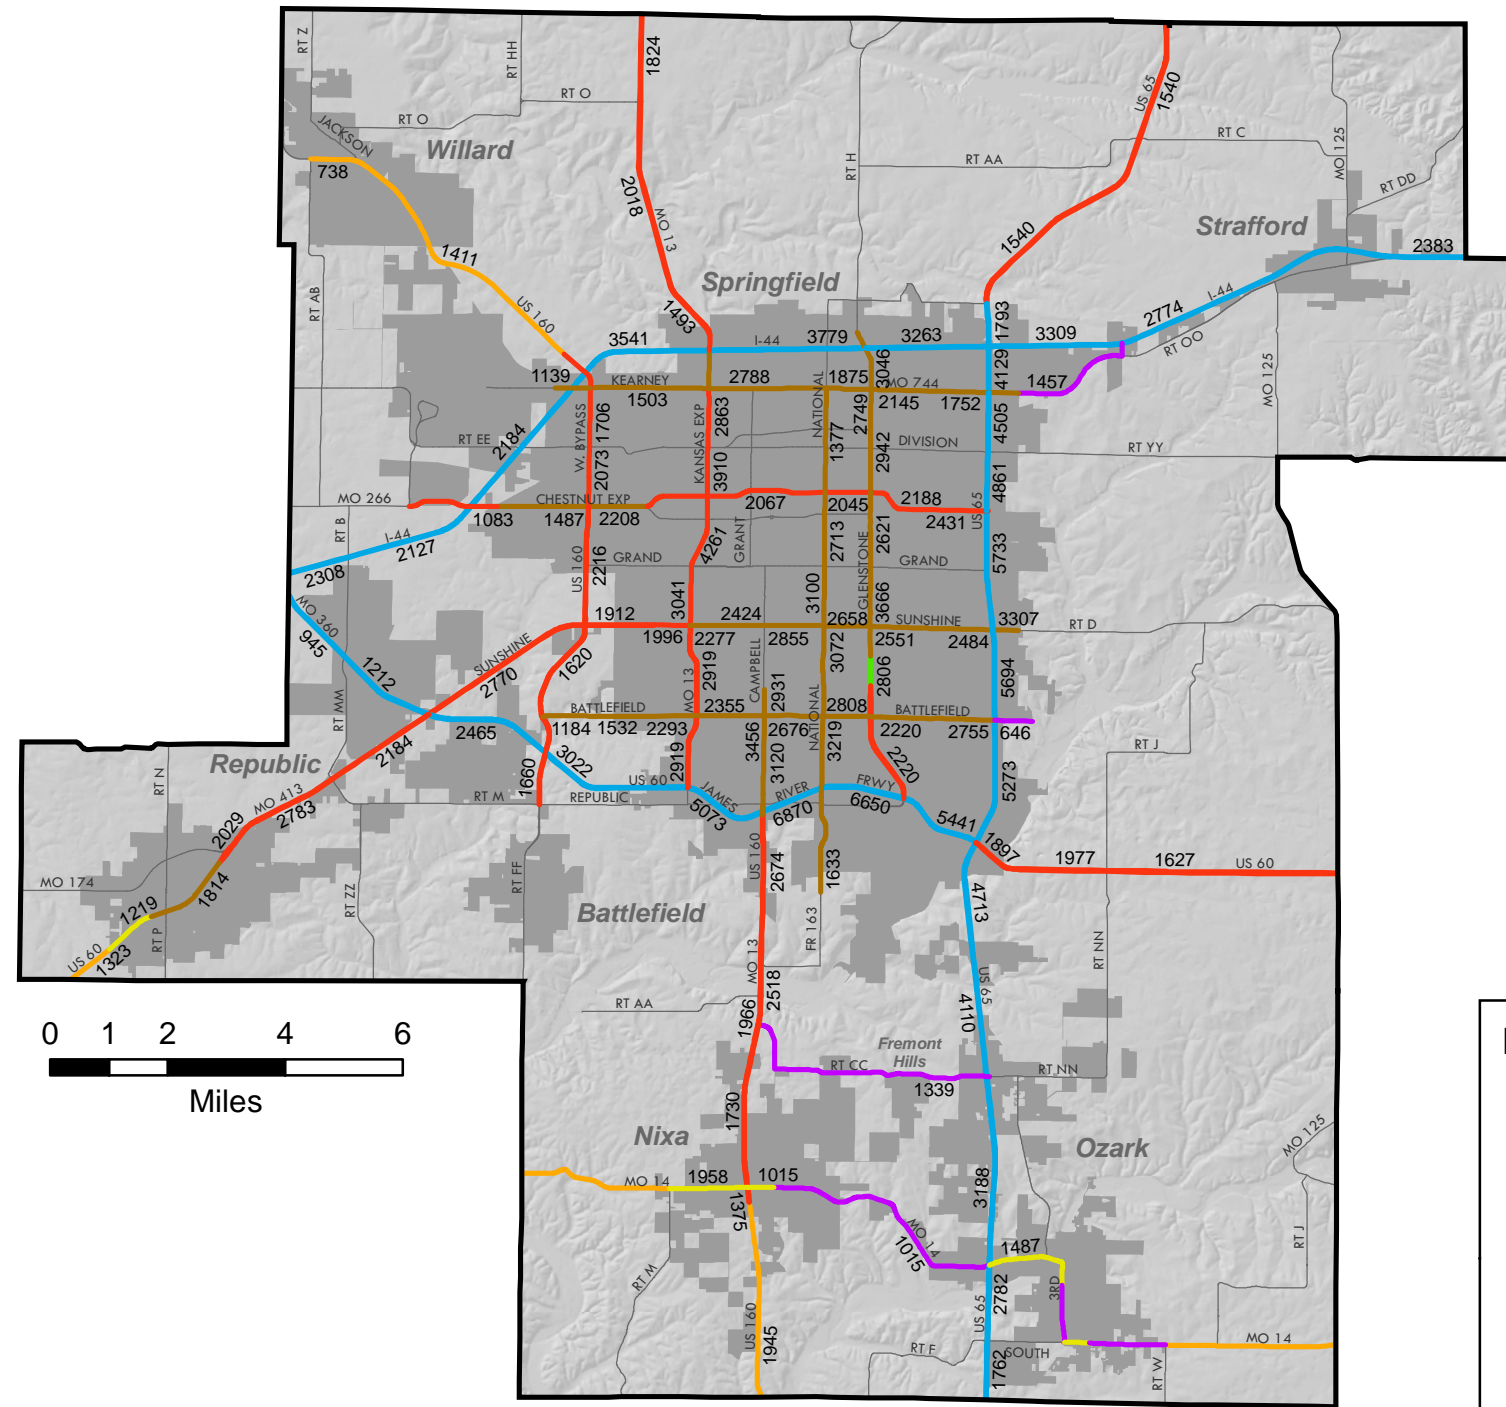 RT Z
RT HH
1824
RT O
RT O
JACKSON
Willard
738
RT H
US 65
1540
RT AA
RT C
MO 125
RT DD
2018
MO 13
Strafford
1540
2383
1411
US 160
RT AB
Springfield
1493
3541
I-44
3779
3263
1793
3309
2774
I-44
RT OO
1139
KEARNEY
1503
2788
1875
3046
MO 744
2145
1752
4129
1457
MO 125
W. BYPASS
1706
KANSAS EXP
2863
NATIONAL
1377
2749
2942
4505
RT EE
2184
DIVISION
RT YY
2073
3910
4861
MO 266
CHESTNUT EXP
1083
1487
2208
2067
2045
2188
2431
US 65
RT B
I-44
2127
2308
US 160
2216
GRAND
4261
GRANT
2713
2621
GRAND
5733
GLENSTONE
MO 360
945
1212
SUNSHINE
2770
1912
1996
3041
2424
2277
2855
3100
2658
3666
SUNSHINE
2551
2484
3307
RT D
1620
MO 13
2919
CAMPBELL
2931
3072
2806
5694
RT MM
2465
BATTLEFIELD
1184
1532
2293
2355
3456
2676
NATIONAL
2808
3219
BATTLEFIELD
2220
2755
646
RT J
Republic
2184
RT N
MO 413
2783
1660
3022
US 60
2919
3120
2220
RT M
REPUBLIC
JAMES
5073
RIVER
6870
FRWY
6650
5273
5441
1897
1977
1627
US 60
2029
MO 174
1814
1219
RT P
US 60
1323
RT ZZ
RT FF
Battlefield
US 160
2674
1633
FR 163
4713
RT NN
MO 13
2518
US 65
4110
RT AA
1966
0
1
2
4
6
Miles
Fremont
Hills
RT CC
1339
RT NN
1730
Nixa
Ozark
MO 125
MO 14
1958
1015
1375
3188
MO 14
1015
1487
RT J
RT M
2782
3RD
US 160
1945
US 65
RT F
1762
SOUTH
RT W
MO 14